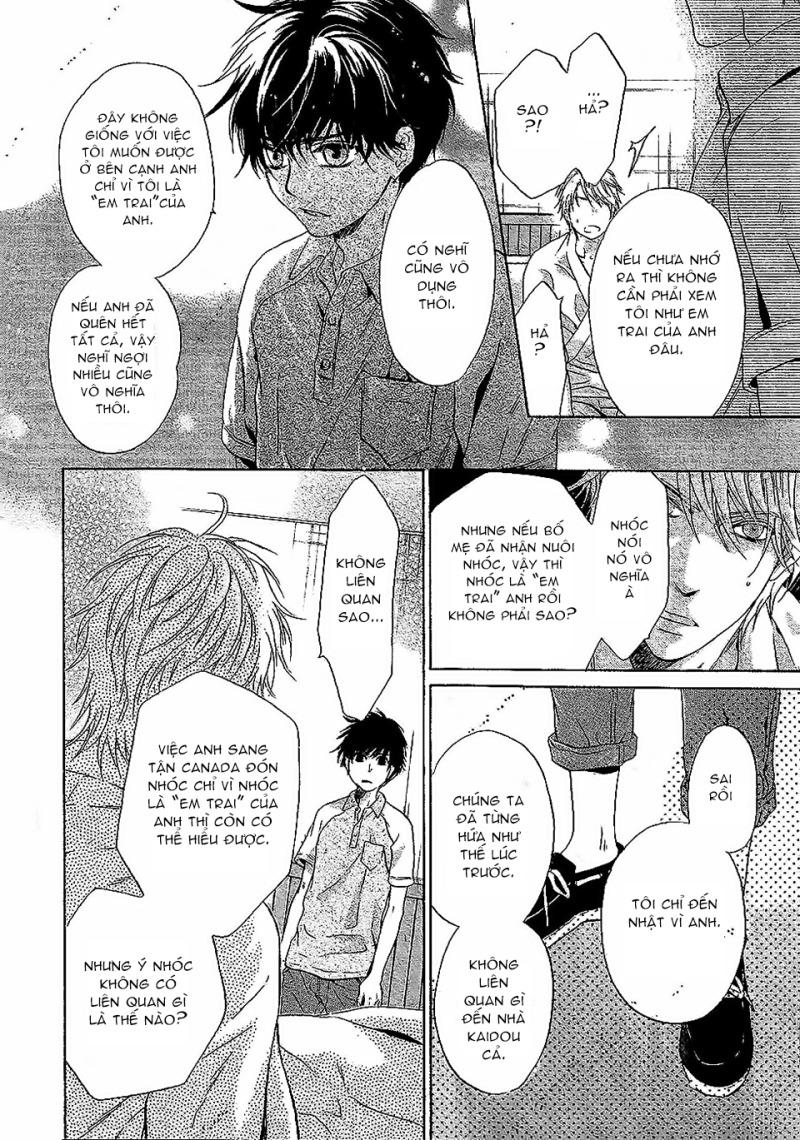 ...
HẢ?
SAO
?!
NẾU CHƯA NHỚ
RA THÌ KHÔNG
CẦN PHẢI XEM
TÔI NHƯ EM
TRAI CỦA ANH
ĐÂU.
HẢ
?
CÓ NGHĨ
CŨNG VÔ
DỤNG
THÔI.
ĐÂY KHÔNG
GIỐNG VỚI VIỆC
TÔI MUỐN ĐƯỢC
Ở BÊN CẠNH ANH
CHỈ VÌ TÔI LÀ
"EM TRAI"CỦA
ANH.
NẾU ANH ĐÃ
QUÊN HẾT
TẤT CẢ, VẬY
NGHĨ NGỢI
NHIỀU CŨNG
VÔ NGHĨA
THÔI.
NHÓC
NÓI
NÓ VÔ
NGHĨA
À
NHƯNG NẾU BỐ
MẸ ĐÃ NHẬN NUÔI
NHÓC, VẬY THÌ
NHÓC LÀ "EM
TRAI" ANH RỒI
KHÔNG PHẢI SAO?
SAI
RỒI
TÔI CHỈ ĐẾN
NHẬT VÌ ANH.
CHÚNG TA
ĐÃ TỪNG
HỨA NHƯ
THẾ LÚC
TRƯỚC.
KHÔNG
LIÊN
QUAN GÌ
ĐẾN NHÀ
KAIDOU
CẢ.
KHÔNG
LIÊN
QUAN
SAO...
VIỆC ANH SANG
TẬN CANADA ĐÓN
NHÓC CHỈ VÌ NHÓC
LÀ "EM TRAI" CỦA
ANH THÌ CÒN CÓ
THỂ HIỂU ĐƯỢC.
NHƯNG Ý NHÓC
KHÔNG CÓ
LIÊN QUAN GÌ
LÀ THẾ NÀO?